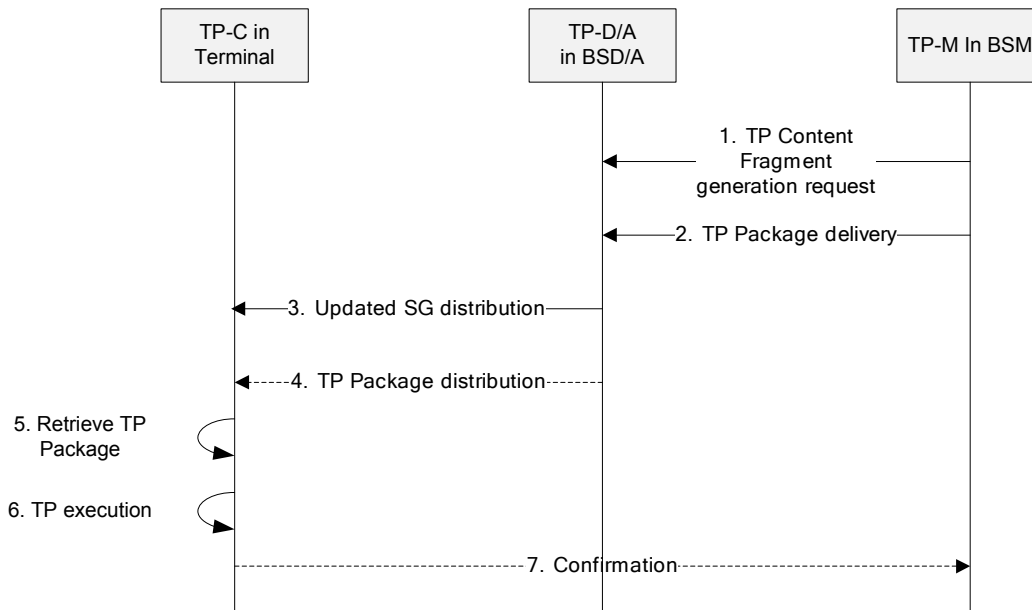 TP-C in
Terminal
TP-D/A
in BSD/A
TP-M In BSM
1. TP Content
Fragment
generation request
2. TP Package delivery
3. Updated SG distribution
4. TP Package distribution
5. Retrieve TP
Package
6. TP execution
7. Confirmation